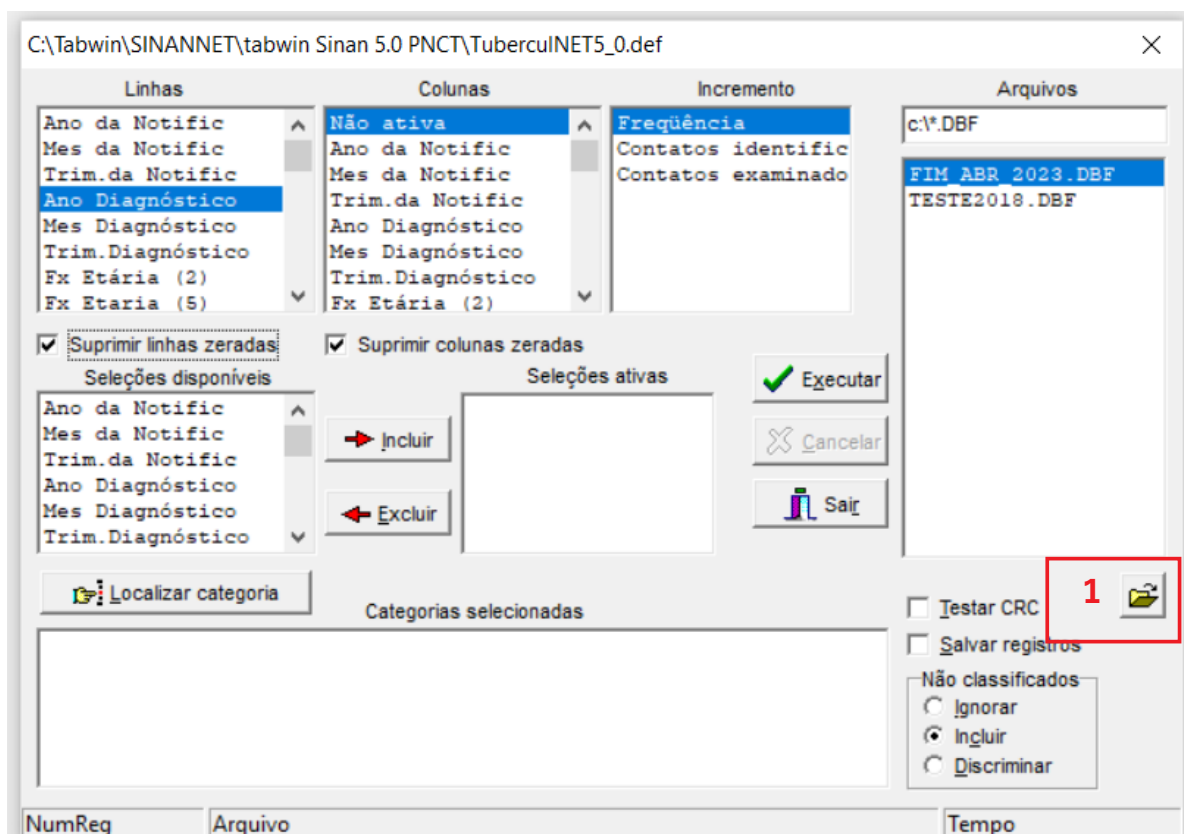 C:\Tabwin\SINANNET\tabwin Sinan 5.0 PNCT\TuberculNET5_0.def
Linhas
Ano da Notific
Mes da Notific
Trim.da Notific
Ano Diagnóstico
Mes Diagnóstico
Trim.Diagnóstico
Fx Etária (2)
Fx Etaria (5)
Colunas
Não ativa
Ano da Notific
Mes da Notific
Trim.da Notific
Ano Diagnóstico
Mes Diagnóstico
Trim.Diagnóstico
Fx Etária (2)
Incremento
Freqüência
Contatos identific
Contatos examinado
Arquivos
c:\*.DBF
FIM_ABR_2023.DBF
TESTE2018.DBF
Suprimir linhas zeradas
Suprimir colunas zeradas
Seleções disponíveis
Ano da Notific
Mes da Notific
Trim.da Notific
Ano Diagnóstico
Mes Diagnóstico
Trim.Diagnóstico
Incluir
Excluir
Seleções ativas
Executar
Cancelar
Sair
Localizar categoria
Categorias selecionadas
1
Testar CRC
Salvar registros
Não classificados
Ignorar
Incluir
Discriminar
NumReg
Arquivo
Tempo